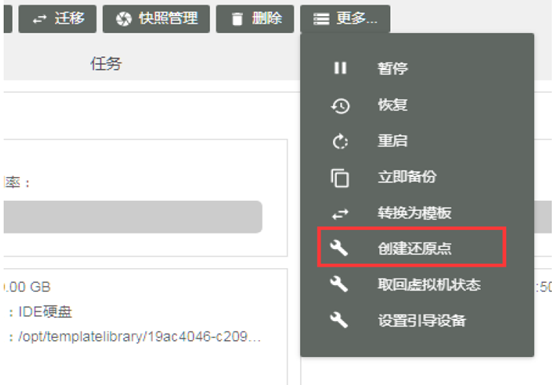 迁移 快照管理 删除 更多...
任务
暂停
恢复
重启
率：
立即备份
转换为模板
创建还原点
0.00 GB 取回虚拟机状态 :50
：IDE硬盘
设置引导设备
：/opt/templatelibrary/19ac4046-c209...